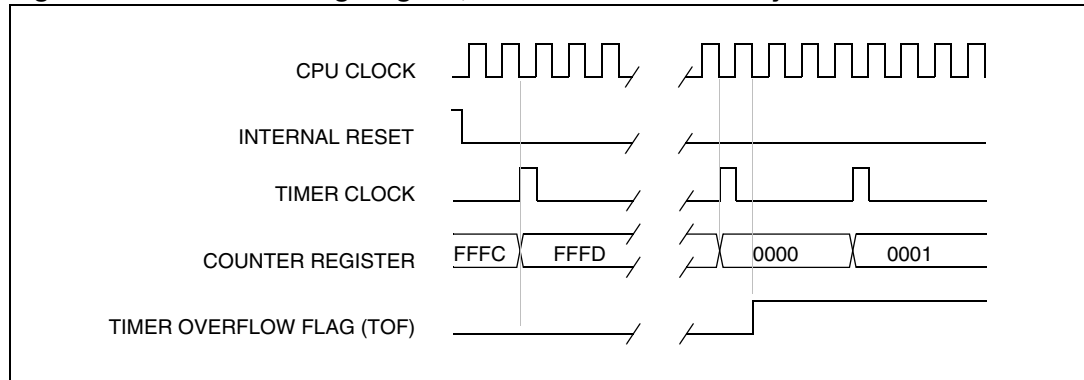 CPU CLOCK
INTERNAL RESET
TIMER CLOCK
COUNTER REGISTER FFFC FFFD 0000 0001
TIMER OVERFLOW FLAG (TOF)